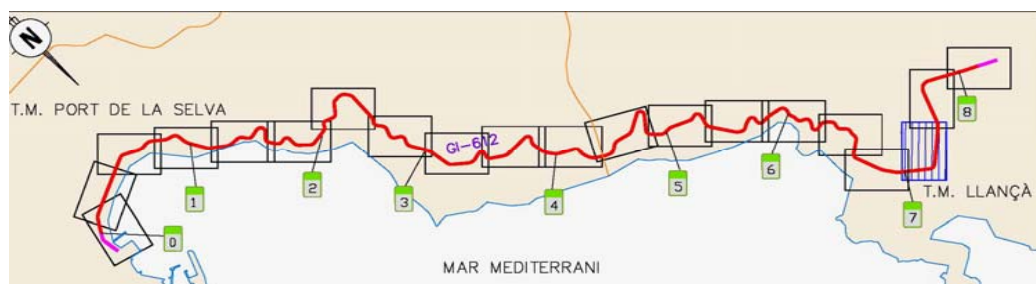 N
T.M. PORT DE LA SELVA
GI-612
8
T.M. LLANÇÀ
1
2
3
4
5
6
7
0
MAR MEDITERRANI